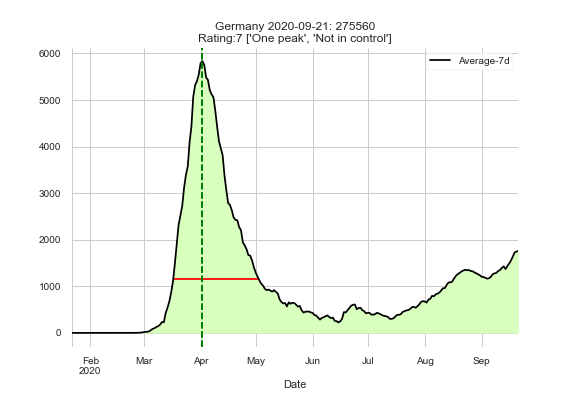 Germany 2020-09-21: 275560
Rating:7 ['One peak', 'Not in control']
Average-7d
6000
5000
4000
3000
2000
1000
0
Feb Mar Apr May Jun Jul Aug Sep
2020
Date